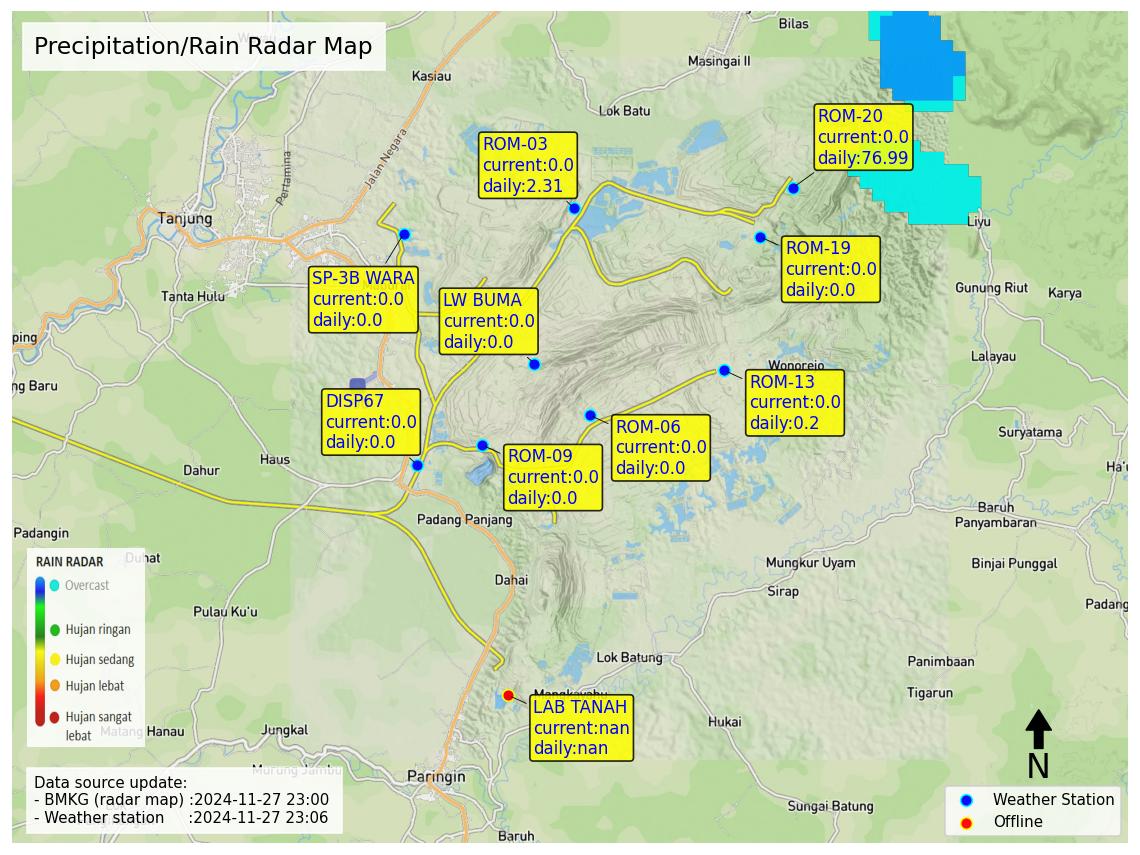 Precipitation/Rain Radar Map
Bilas
Masingai II
Kasiau
Lok Batu
Jalan Negara
Pertamina
Tanjung
Tanta Hulu
ROM-20
current:0.0
daily:76.99
ROM-03
current:0.0
daily:2.31
Liyu
ROM-19
current:0.0
daily:0.0
SP-3B WARA
current:0.0
daily:0.0
LW BUMA
current:0.0
daily:0.0
Gunung Riut
Karya
ping
ng Baru
Lalayau
Wonorejo
ROM-13
current:0.0
daily:0.2
DISP67
current:0.0
daily:0.0
ROM-06
current:0.0
daily:0.0
Suryatama
Haus
Dahur
ROM-09
current:0.0
daily:0.0
Ha'u
Baruh
Panyambaran
Padang Panjang
Padangin
Duhat
Binjai Punggal
Mungkur Uyam
Sirap
Dahai
Padang
Pulau Ku'u
RAIN RADAR
Overcast
Hujan ringan
Hujan sedang
Hujan lebat
Hujan sangat
lebat
Lok Batung
Panimbaan
Tigarun
Mangkayahu
LAB TANAH
current:nan
daily:nan
Hukai
Matang Hanau
Jungkal
Murung Jambu
Paringin
Sungai Batung
Baruh
Data source update:
- BMKG (radar map) :2024-11-27 23:00
- Weather station :2024-11-27 23:06
N
Weather Station
Offline